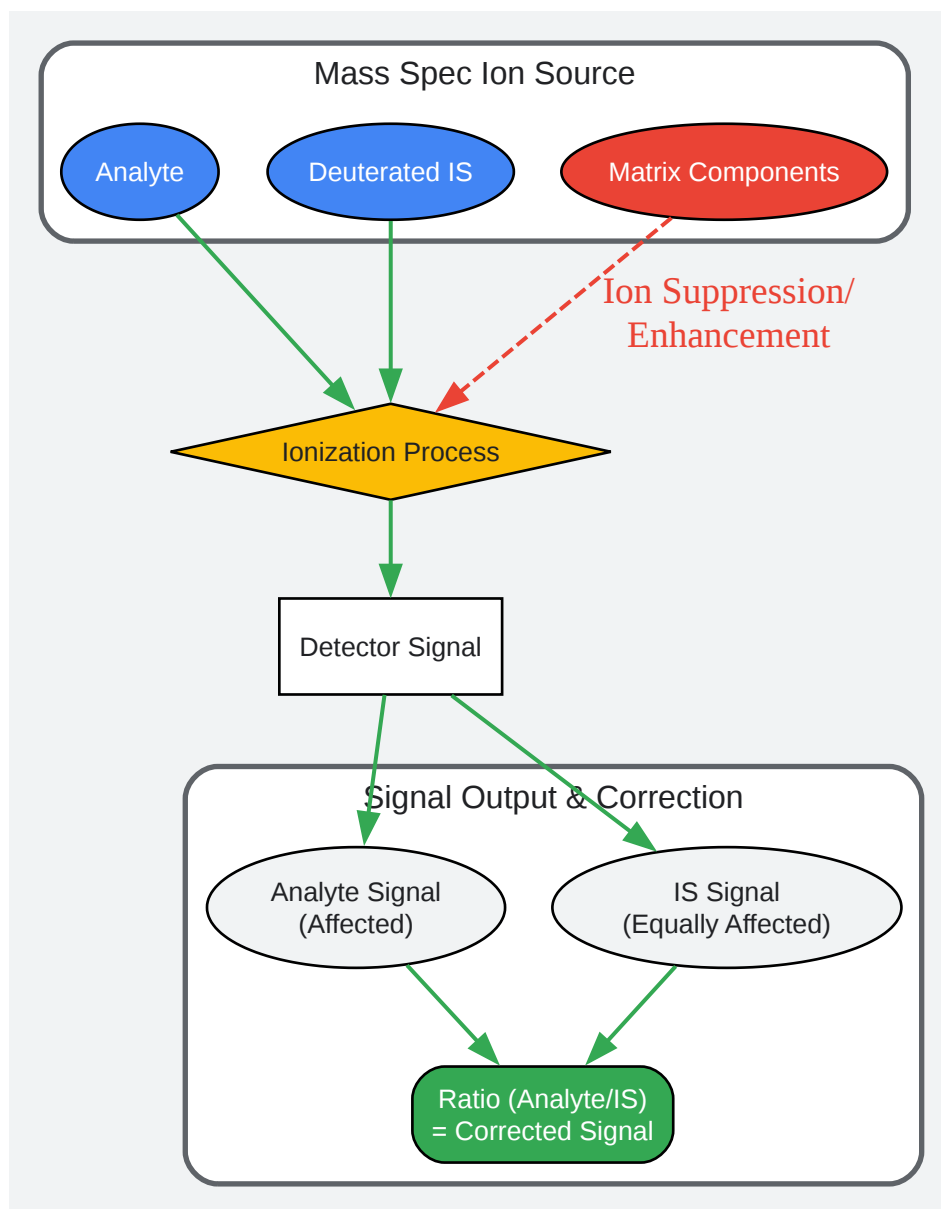 Mass Spec Ion Source
Analyte
Deuterated IS
Matrix Components
Ion Suppression/
Enhancement
Ionization Process
Detector Signal
Signal Output & Correction
Analyte Signal
(Affected)
IS Signal
(Equally Affected)
Ratio (Analyte/IS)
= Corrected Signal